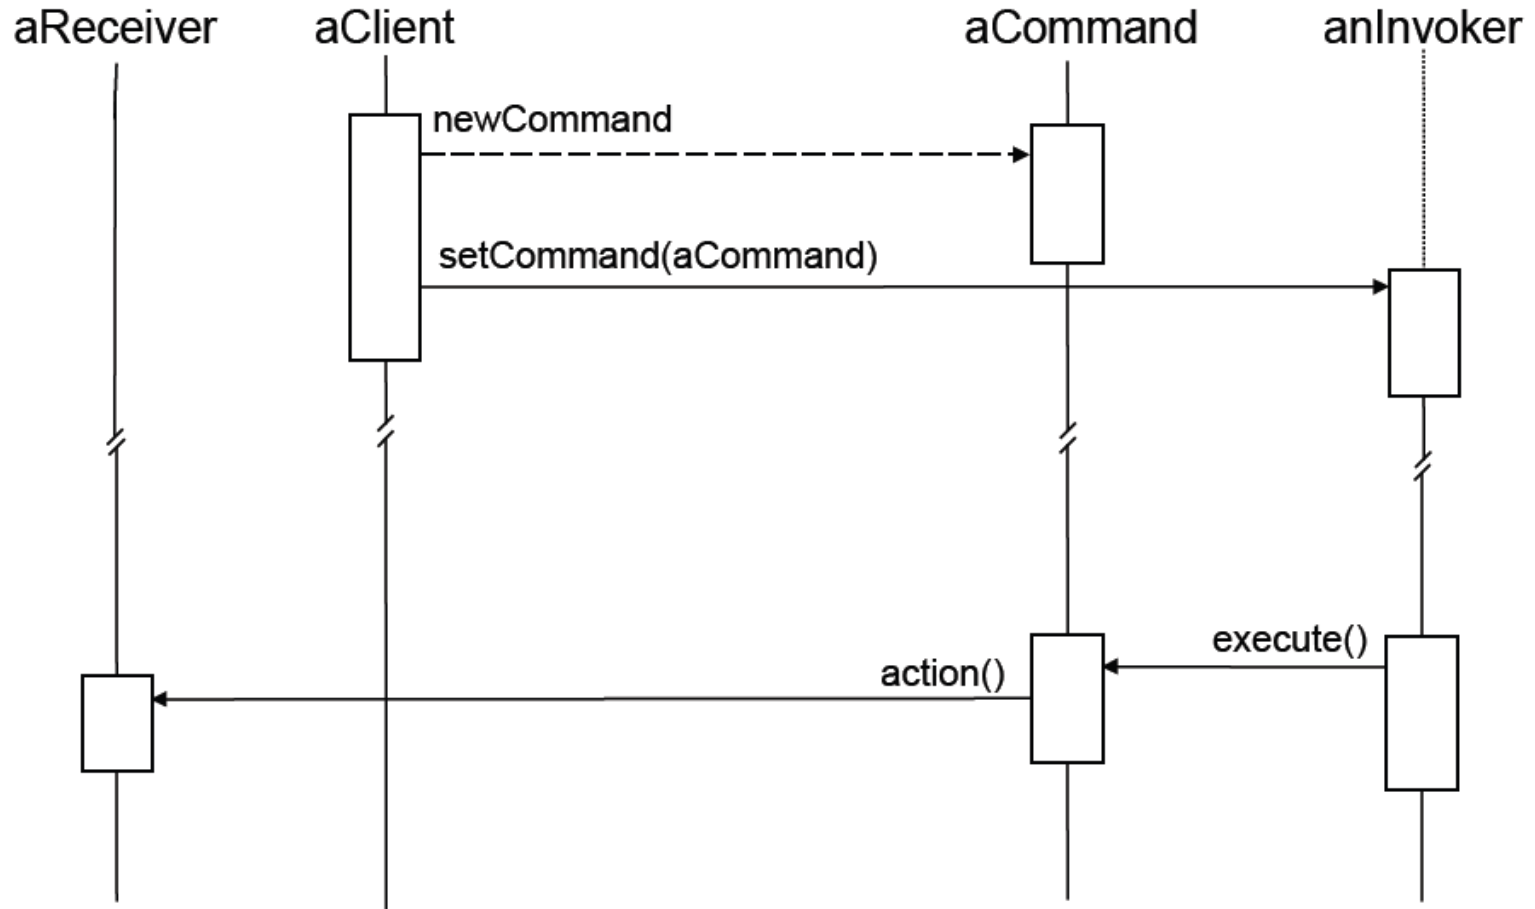 aReceiver aClient aCommand anInvoker
newCommand
setCommand(aCommand)
execute()
action()